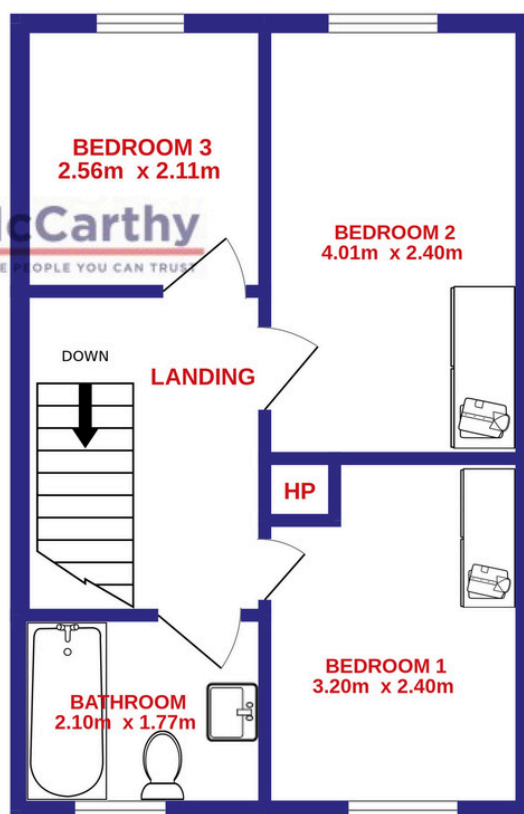 BEDROOM 3
2.56m x 2.11m
cCarthy
E PEOPLE YOU CAN TRUST
BEDROOM 2
4.01m x 2.40m
DOWN
LANDING
HP
BEDROOM 1
3.20m x 2.40m
BATHROOM
2.10m x 1.77m